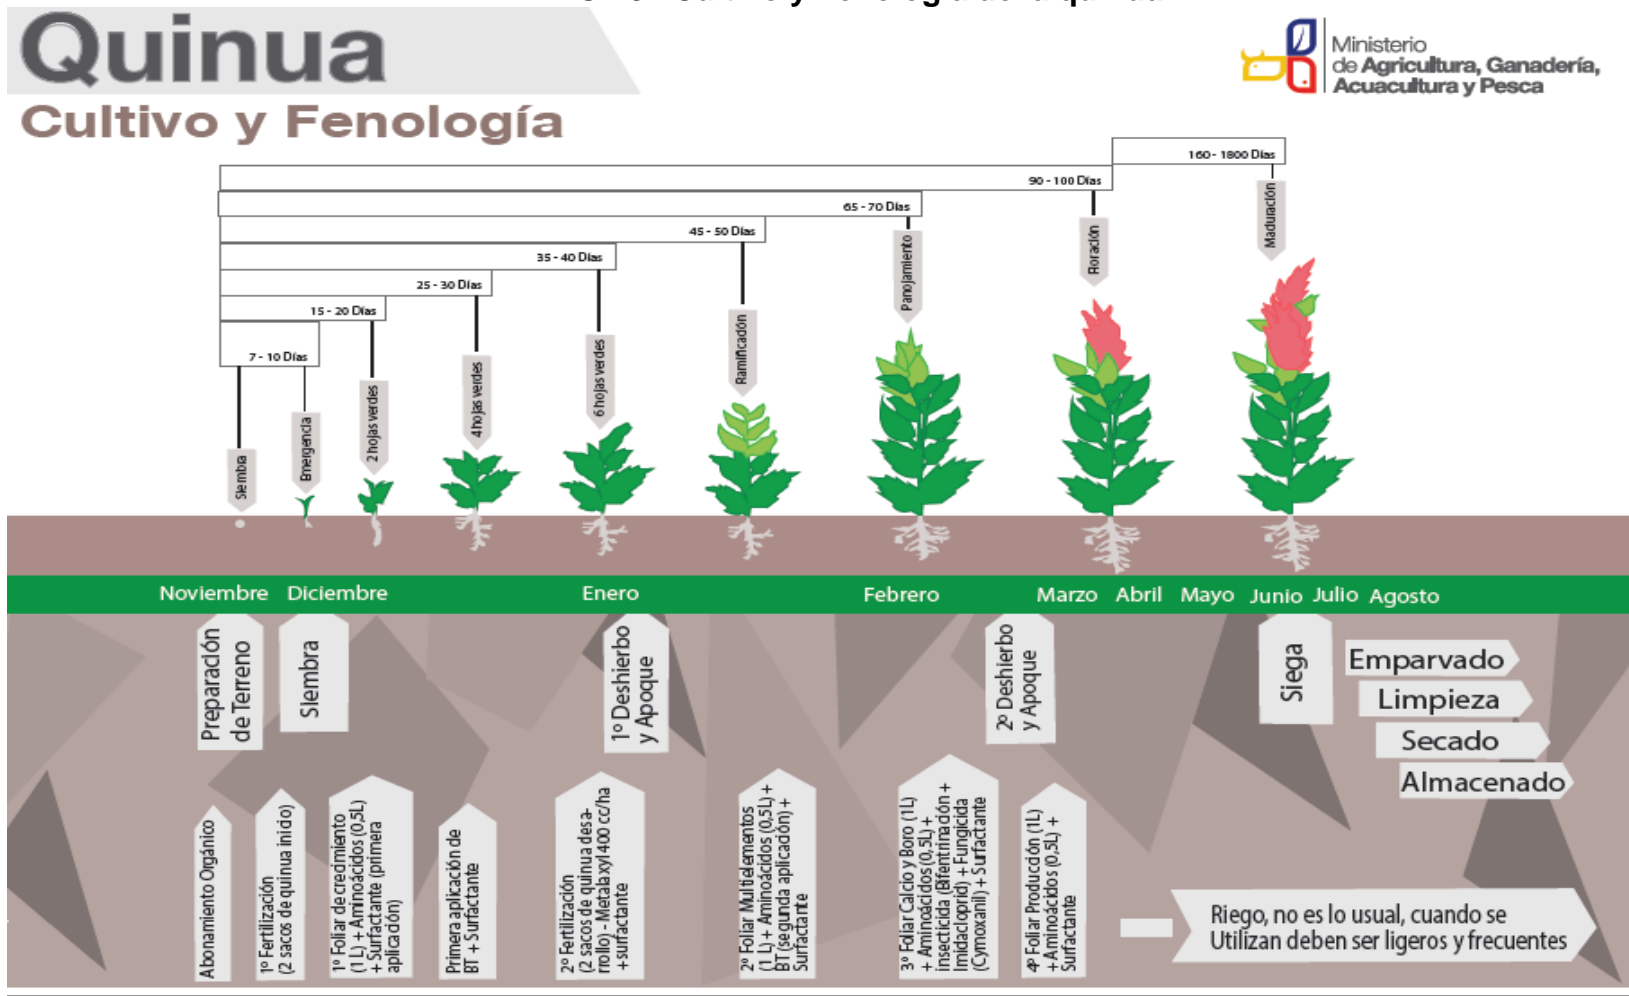 Quinua
Cultivo y Fenología
Ministerio
de Agricultura, Ganadería,
Acuacultura y Pesca
160 - 1800 Días
90 - 100 Días
65 - 70 Días
45 - 50 Días
35 - 40 Días
25 - 30 Días
15 - 20 Días
7 - 10 Días
Siembra
Emergencia
2 hojas verdes
4 hojas verdes
6 hojas verdes
Ramificación
Panojamiento
Floración
Maduración
Noviembre Diciembre Enero Febrero Marzo Abril Mayo Junio Julio Agosto
Preparación
de Terreno
Siembra
1º Deshierbo
y Apoque
2º Deshierbo
y Apoque
Siega
Emparvado
Limpieza
Secado
Almacenado
Abonamiento Orgánico
1º Fertilización
(2 sacos de quinua inicio)
1º Foliar de crecimiento
(1 L) + Aminoácidos (0,5L)
+ Surfactante (primera
aplicación)
Primera aplicación de
BT + Surfactante
2º Fertilización
(2 sacos de quinua desa-
rrollo) - Metalaxyl 400 cc/ha
+surfactante
2º Foliar Multielementos
(1 L) + Aminoácidos (0,5L) +
BT (segunda aplicación) +
Surfactante
3º Foliar Calcio y Boro (1L)
+ Aminoácidos (0,5L) +
insecticida (Bifentrinación +
Imidacloprid) + Fungicida
(Cymoxanil) + Surfactante
4º Foliar Producción (1L)
+Aminoácidos (0,5L) +
Surfactante
Riego, no es lo usual, cuando se
Utilizan deben ser ligeros y frecuentes